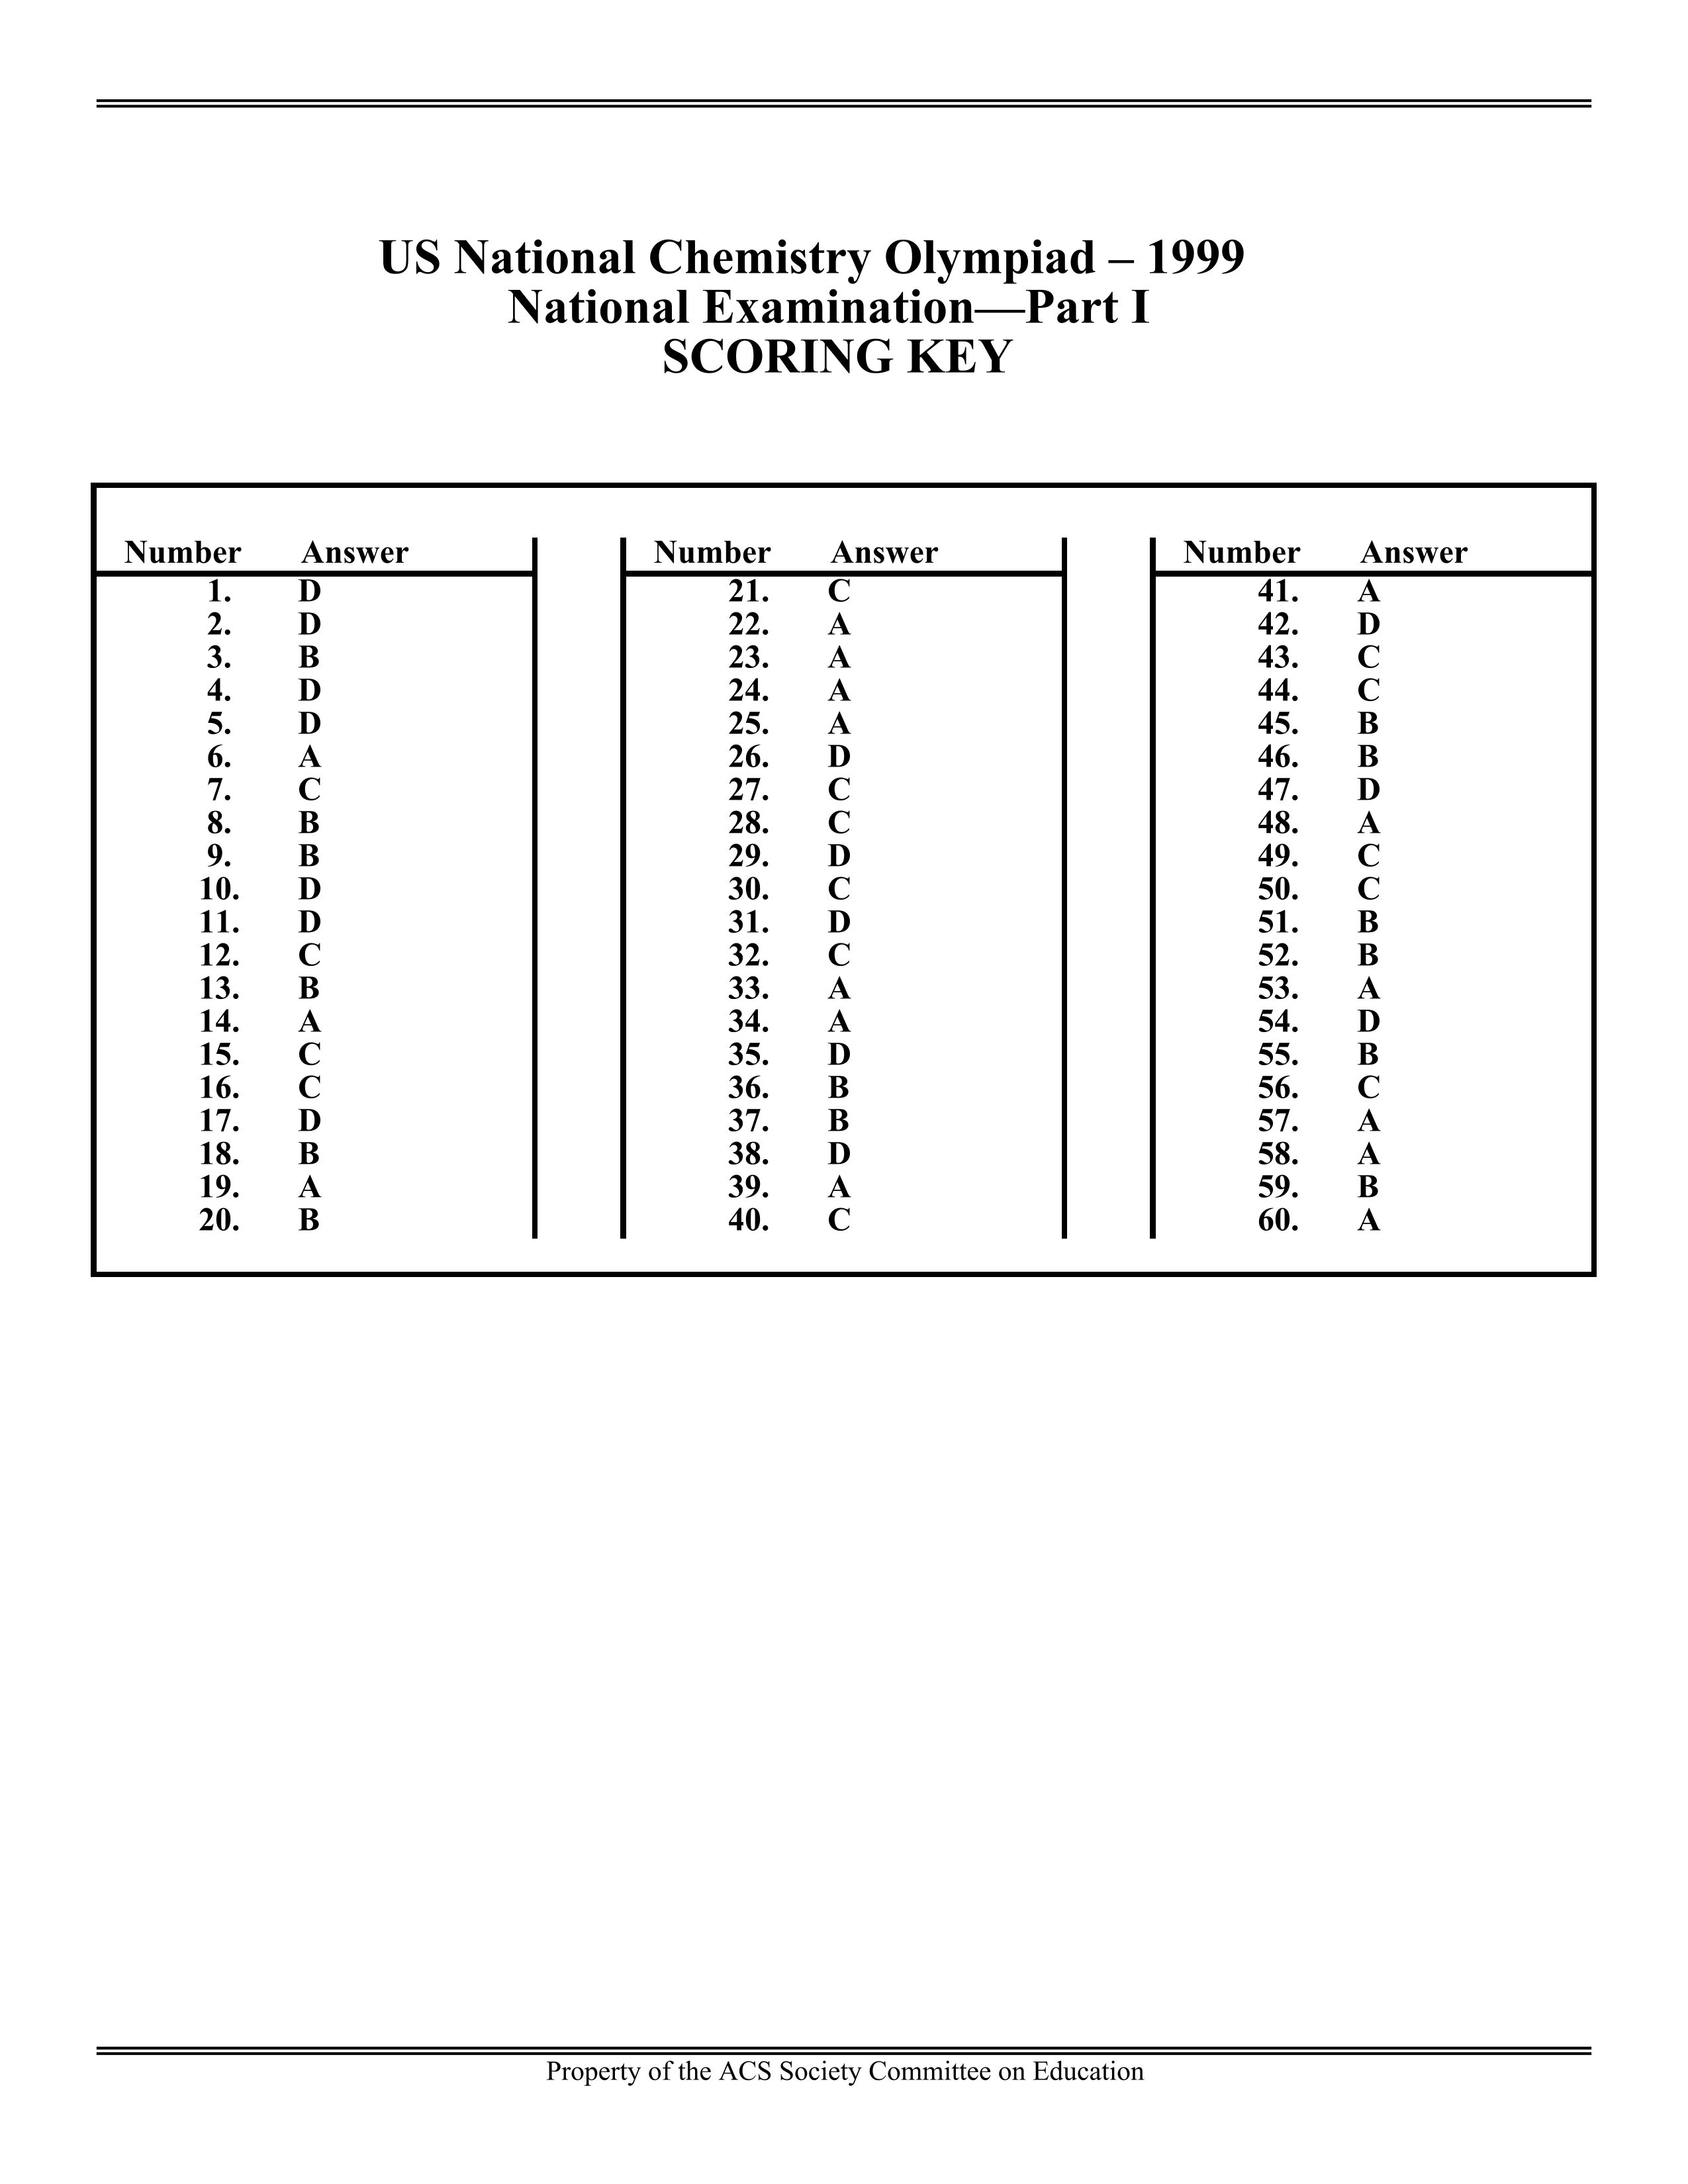 US National Chemistry Olympiad – 1999
National Examination—Part I
SCORING KEY
Number Answer Number Answer Number Answer
1. D 21. C 41. A
2. D 22. A 42. D
3. B 23. A 43. C
4. D 24. A 44. C
5. D 25. A 45. B
6. A 26. D 46. B
7. C 27. C 47. D
8. B 28. C 48. A
9. B 29. D 49. C
10. D 30. C 50. C
11. D 31. D 51. B
12. C 32. C 52. B
13. B 33. A 53. A
14. A 34. A 54. D
15. C 35. D 55. B
16. C 36. B 56. C
17. D 37. B 57. A
18. B 38. D 58. A
19. A 39. A 59. B
20. B 40. C 60. A
Property of the ACS Society Committee on Education